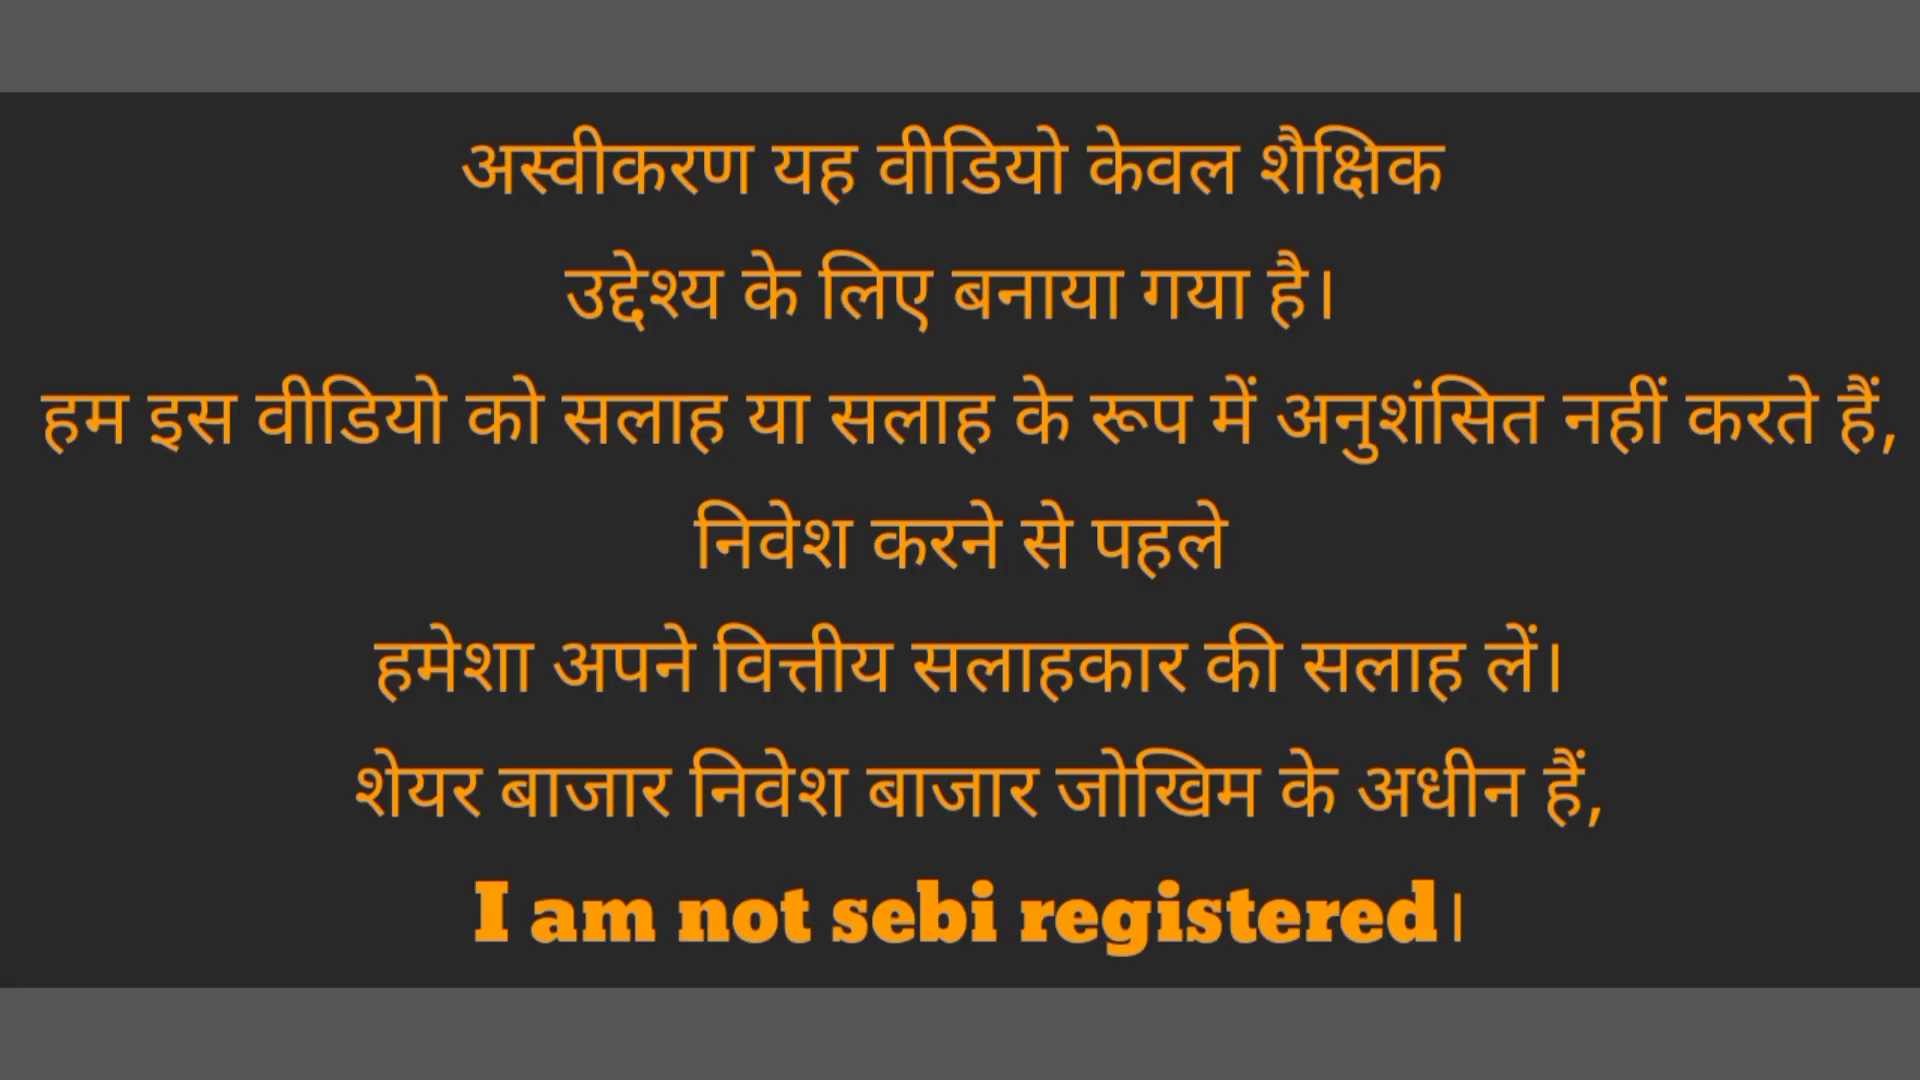 अस्वीकरण यह वीडियो केवल शैक्षिक
उद्देश्य के लिए बनाया गया है।
हम इस वीडियो को सलाह या सलाह के रूप में अनुशंसित नहीं करते हैं,
निवेश करने से पहले
हमेशा अपने वित्तीय सलाहकार की सलाह लें।
शेयर बाजार निवेश बाजार जोखिम के अधीन हैं,
I am not sebi registered।